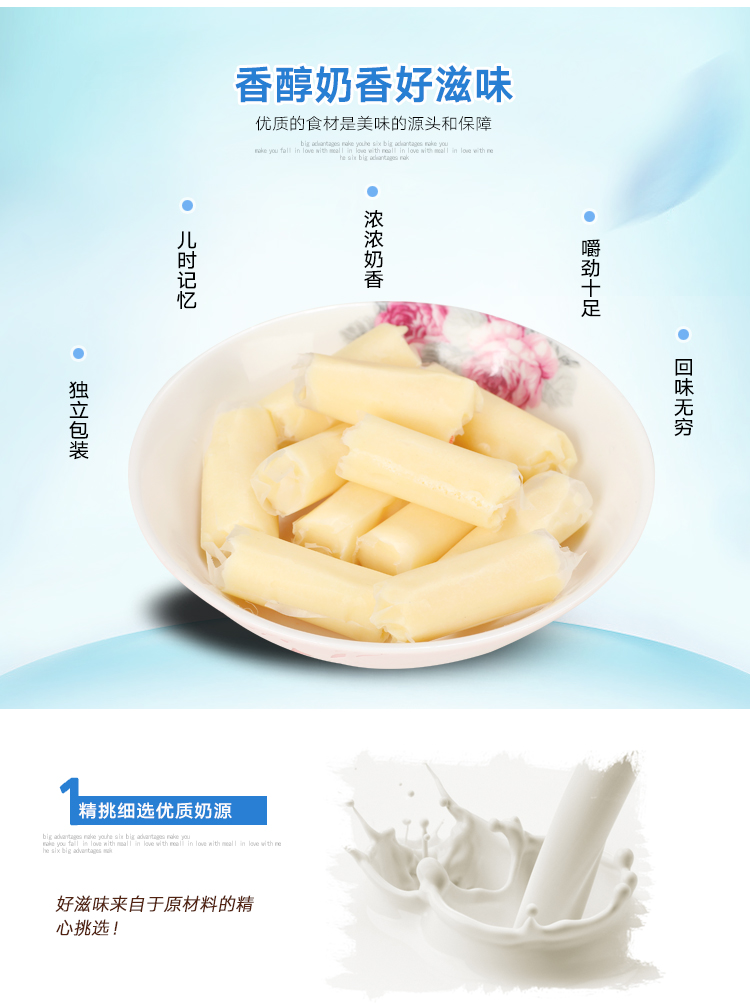 香醇奶香好滋味
优质的食材是美味的源头和保障
big advantages make you/he six big advantages make you
make you fall in love with meall in love with meall in love with me
he six big advantages mak
独立包装
儿时记忆
浓浓奶香
嚼劲十足
回味无穷
1
精挑细选优质奶源
big advantages make you/he six big advantages make you
make you fall in love with meall in love with meall in love with me
he six big advantages mak
好滋味来自于原材料的精
心挑选！